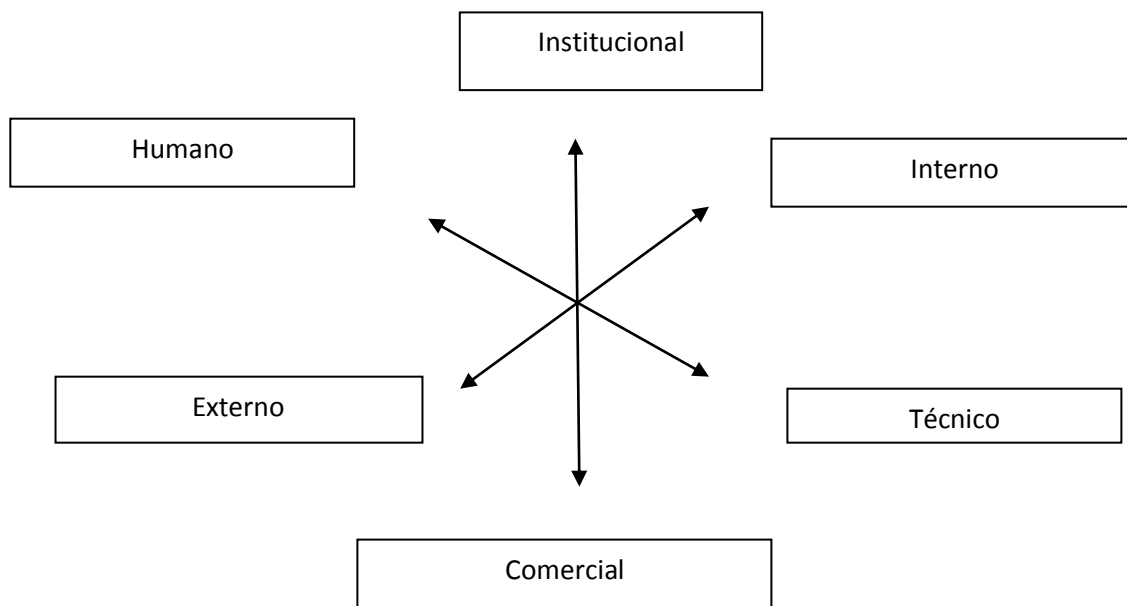 Institucional
Humano
Interno
Externo
Técnico
Comercial